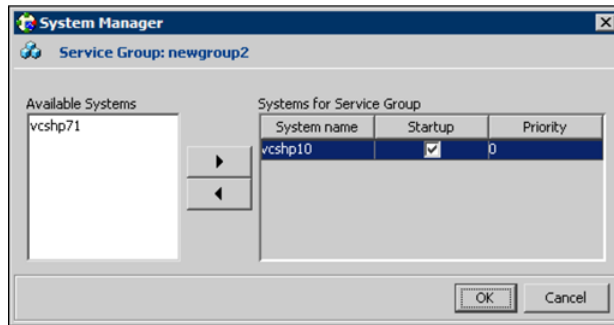 System Manager
Service Group: newgroup2
Available Systems
vcshp71
Systems for Service Group
System name Startup Priority
vcshp10 0
OK Cancel